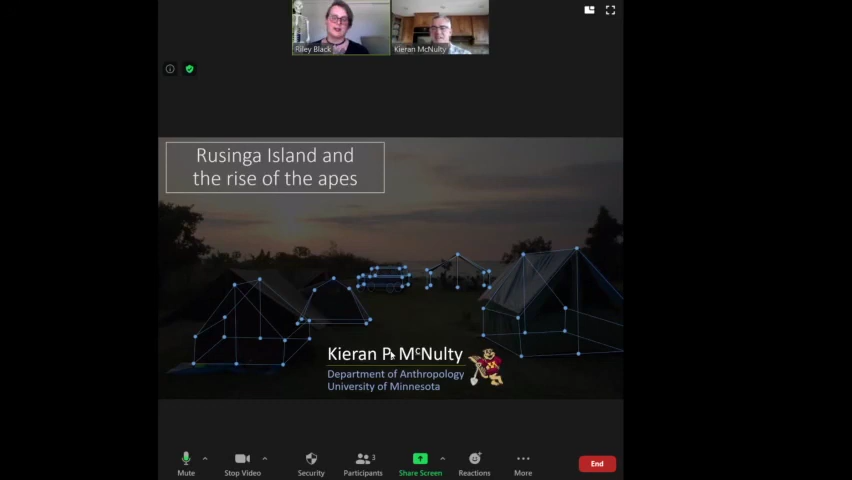 Riley Black
Kieran McNulty
Rusinga Island and
the rise of the apes
Kieran P. McNulty
Department of Anthropology
University of Minnesota
3
Mute
Stop Video
Security
Participants
Share Screen
Reactions
More
End